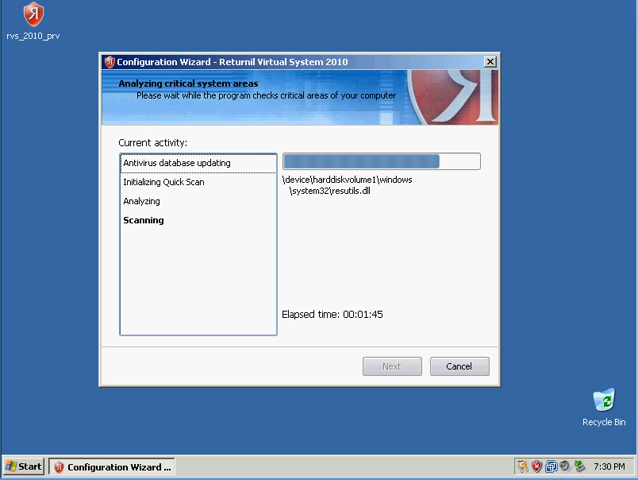 rvs_2010_prv
Configuration Wizard - Returnil Virtual System 2010
Analyzing critical system areas
Please wait while the program checks critical areas of your computer
Current activity:
Antivirus database updating
Initializing Quick Scan
Analyzing
Scanning
\device\harddiskvolume1\windows
\system32\resutils.dll
Elapsed time: 00:01:45
Next
Cancel
Recycle Bin
Start
Configuration Wizard ...
7:30 PM